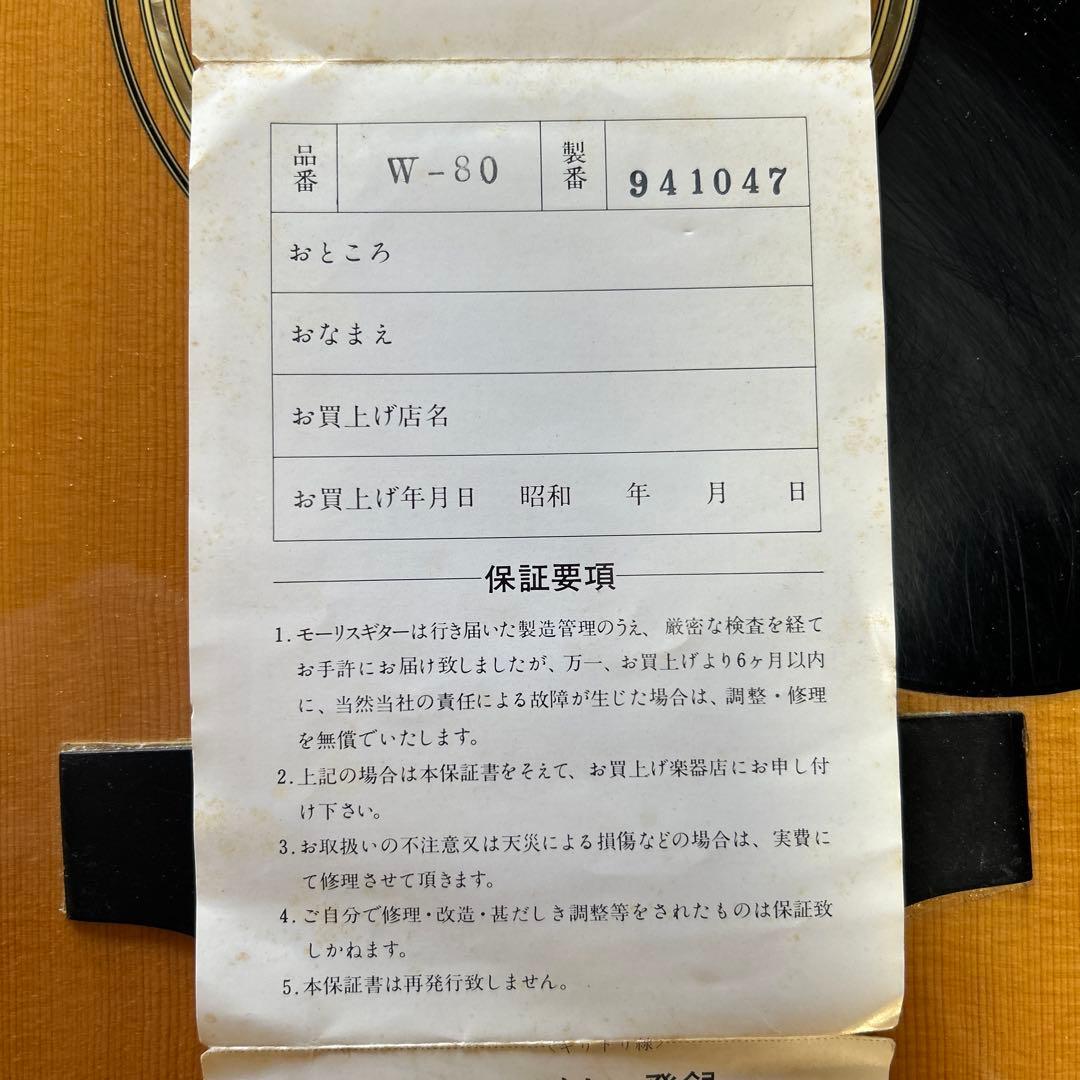 品番 W-80 製番 941047
おところ
おなまえ
お買上げ店名
お買上げ年月日 昭和 年 月 日
保証要項
1.モーリスギターは行き届いた製造管理のうえ、厳密な検査を経て
お手許にお届け致しましたが、万一、お買上げより6ヶ月以内
に、当然当社の責任による故障が生じた場合は、調整・修理
を無償でいたします。
2.上記の場合は本保証書をそえて、お買上げ楽器店にお申し付
け下さい。
3.お取扱いの不注意又は天災による損傷などの場合は、実費に
て修理させて頂きます。
4.ご自分で修理・改造・甚だしき調整等をされたものは保証致
しかねます。
5.本保証書は再発行致しません。
〈キリトリ線〉